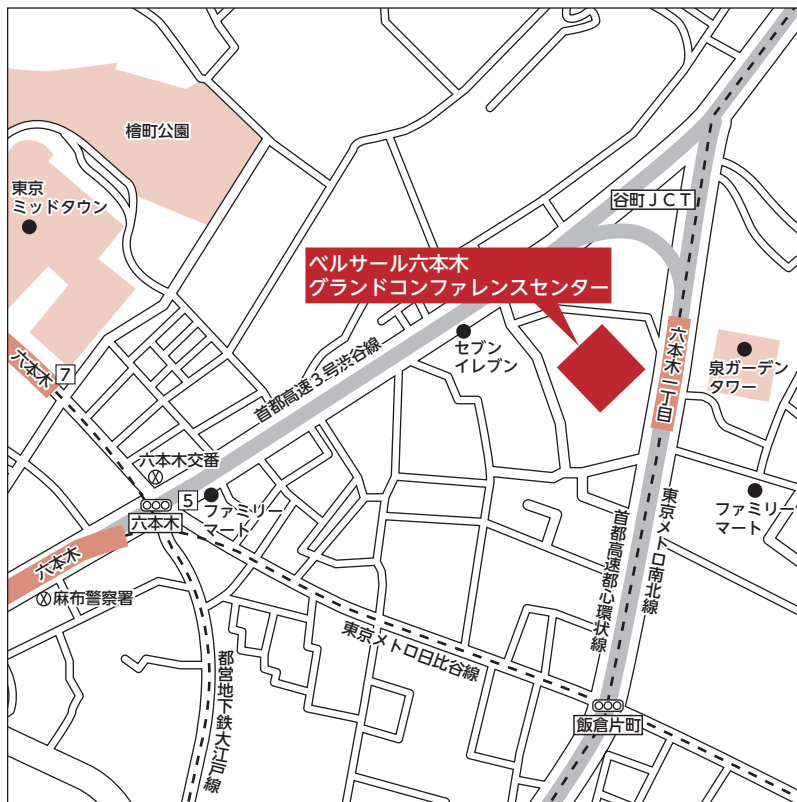 檜町公園
東京
ミッドタウン
谷町ＪＣＴ
ベルサール六本木
グランドコンファレンスセンター
セブン
イレブン
六本木一丁目
泉ガーデン
タワー
六本木
7
首都高速3号渋谷線
六本木交番
5
ファミリー
マート
六本木
六本木
麻布警察署
ファミリー
マート
東京メトロ南北線
首都高速都心環状線
東京メトロ日比谷線
都営地下鉄大江戸線
飯倉片町